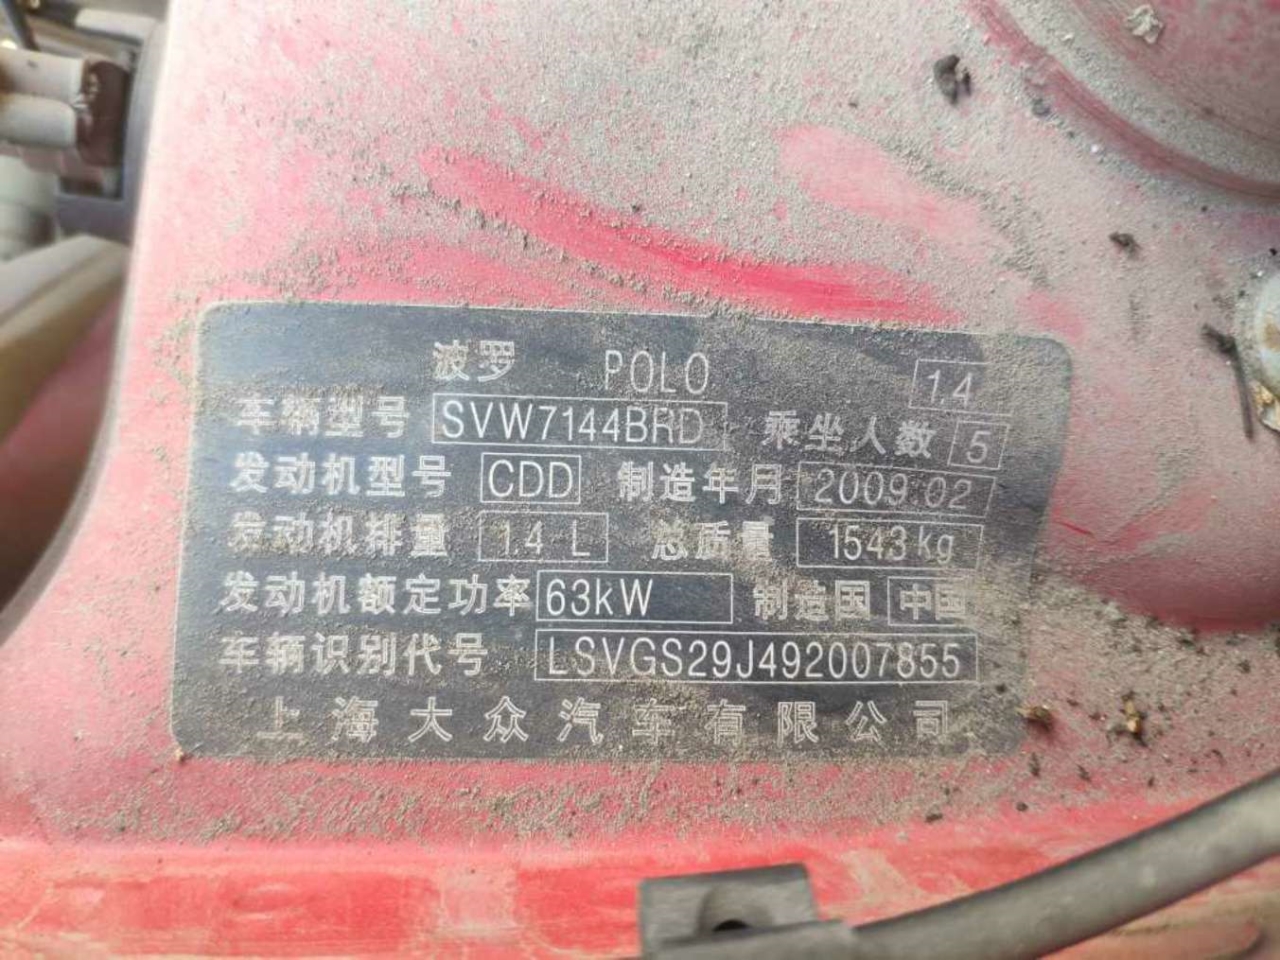 波罗 POLO 1.4
车辆型号 SVW7144BRD 乘坐人数 5
发动机型号 CDD 制造年月 2009.02
发动机排量 1.4 L 总质量 1543kg
发动机额定功率 63kW 制造国 中国
车辆识别代号 LSVGS29J492007855
上海大众汽车有限公司